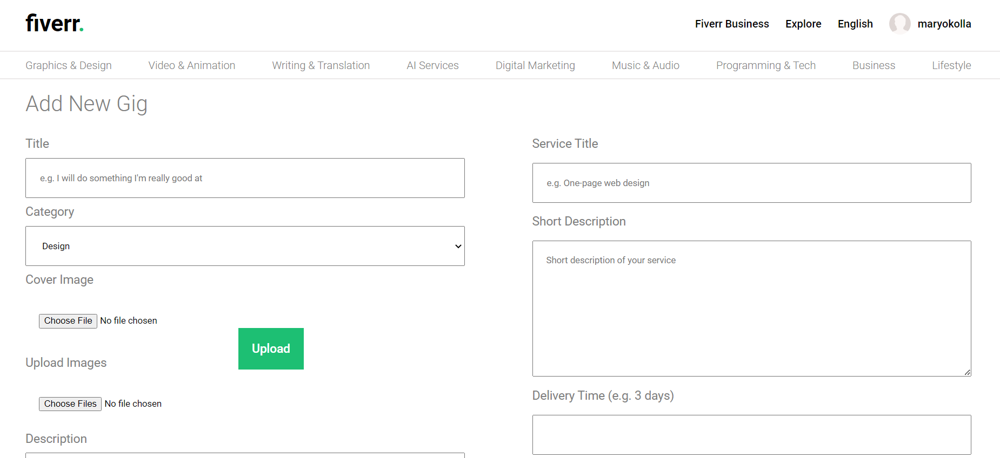 fiverr.
Fiverr Business Explore English maryokolla
Graphics & Design Video & Animation Writing & Translation AI Services Digital Marketing Music & Audio Programming & Tech Business Lifestyle
Add New Gig
Title
e.g. I will do something I'm really good at
Category
Design
Cover Image
Choose File No file chosen
Upload
Upload Images
Choose Files No file chosen
Description
Service Title
e.g. One-page web design
Short Description
Short description of your service
Delivery Time (e.g. 3 days)